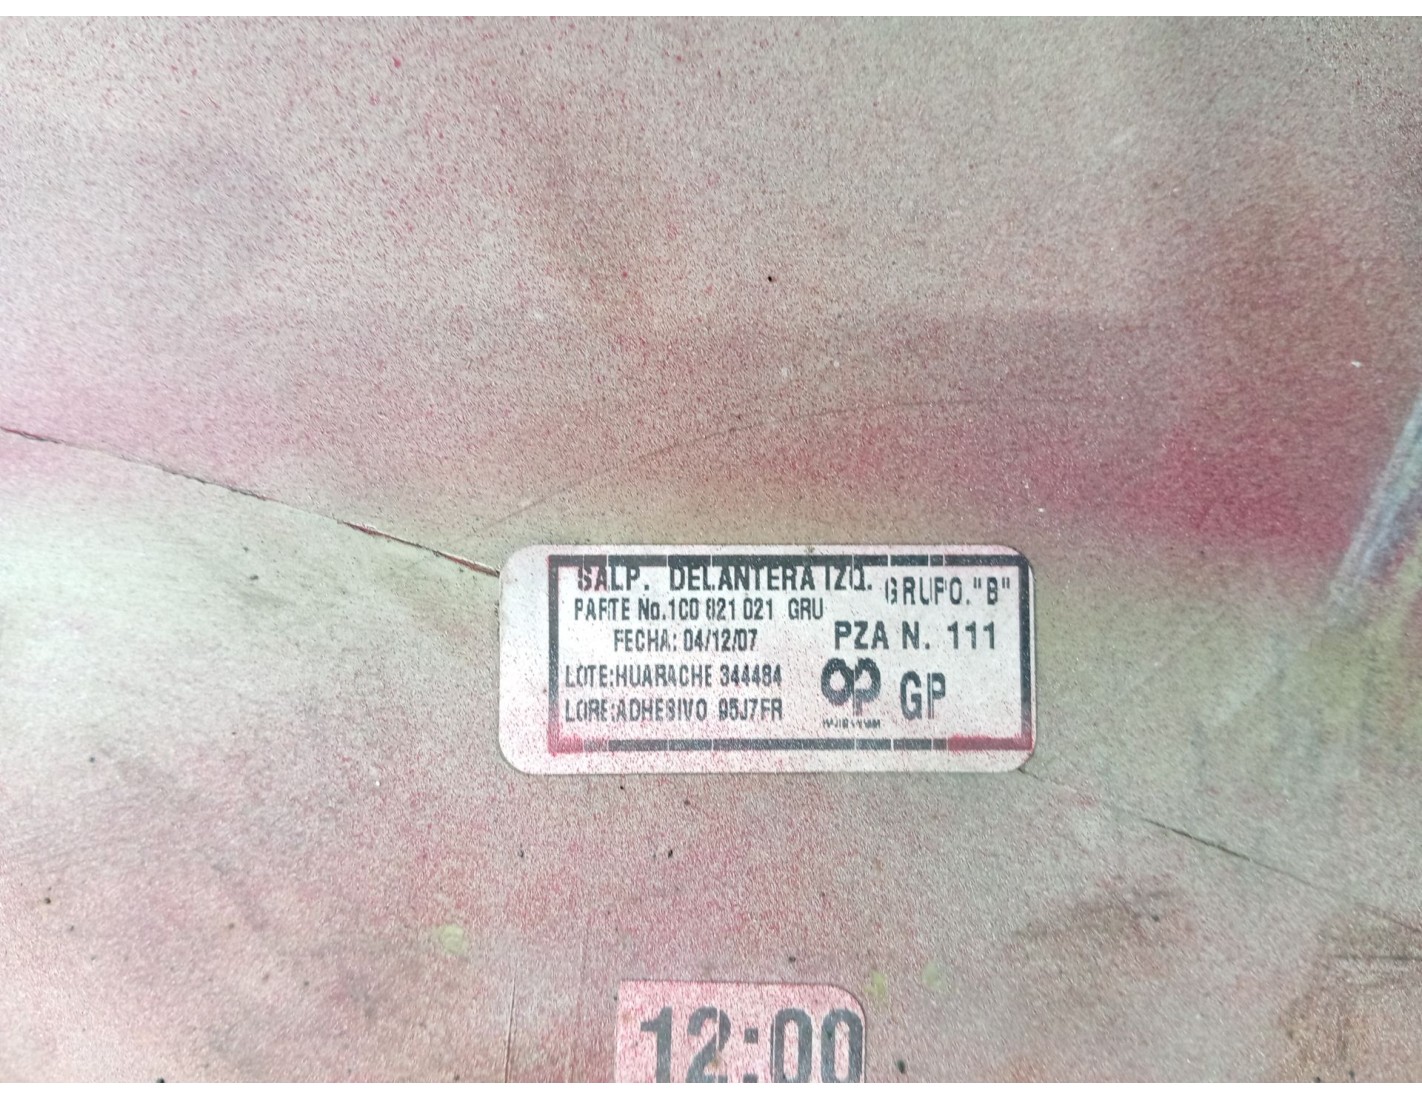 SALP. DELANTERA IZQ. GRUPO."B"
PARTE No.1C0 821 021 GRU
FECHA: 04/12/07 PZA N. 111
LOTE:HUARACHE 344484
LORE:ADHESIVO 95J7FR
GP
12:00